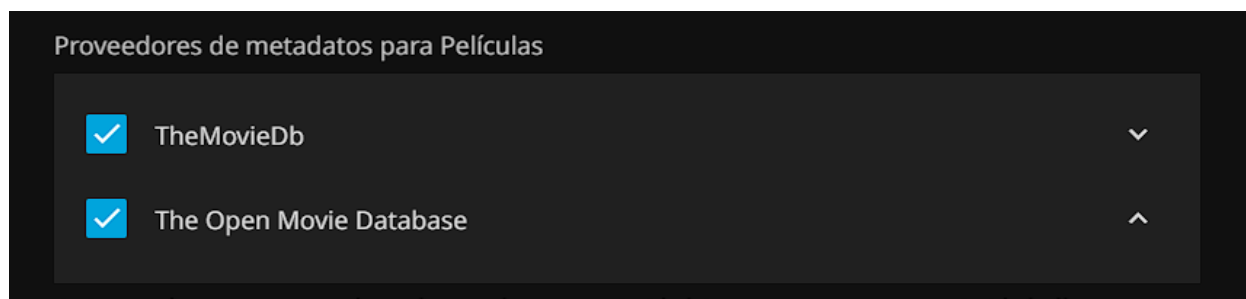 Proveedores de metadatos para Películas
TheMovieDb
The Open Movie Database